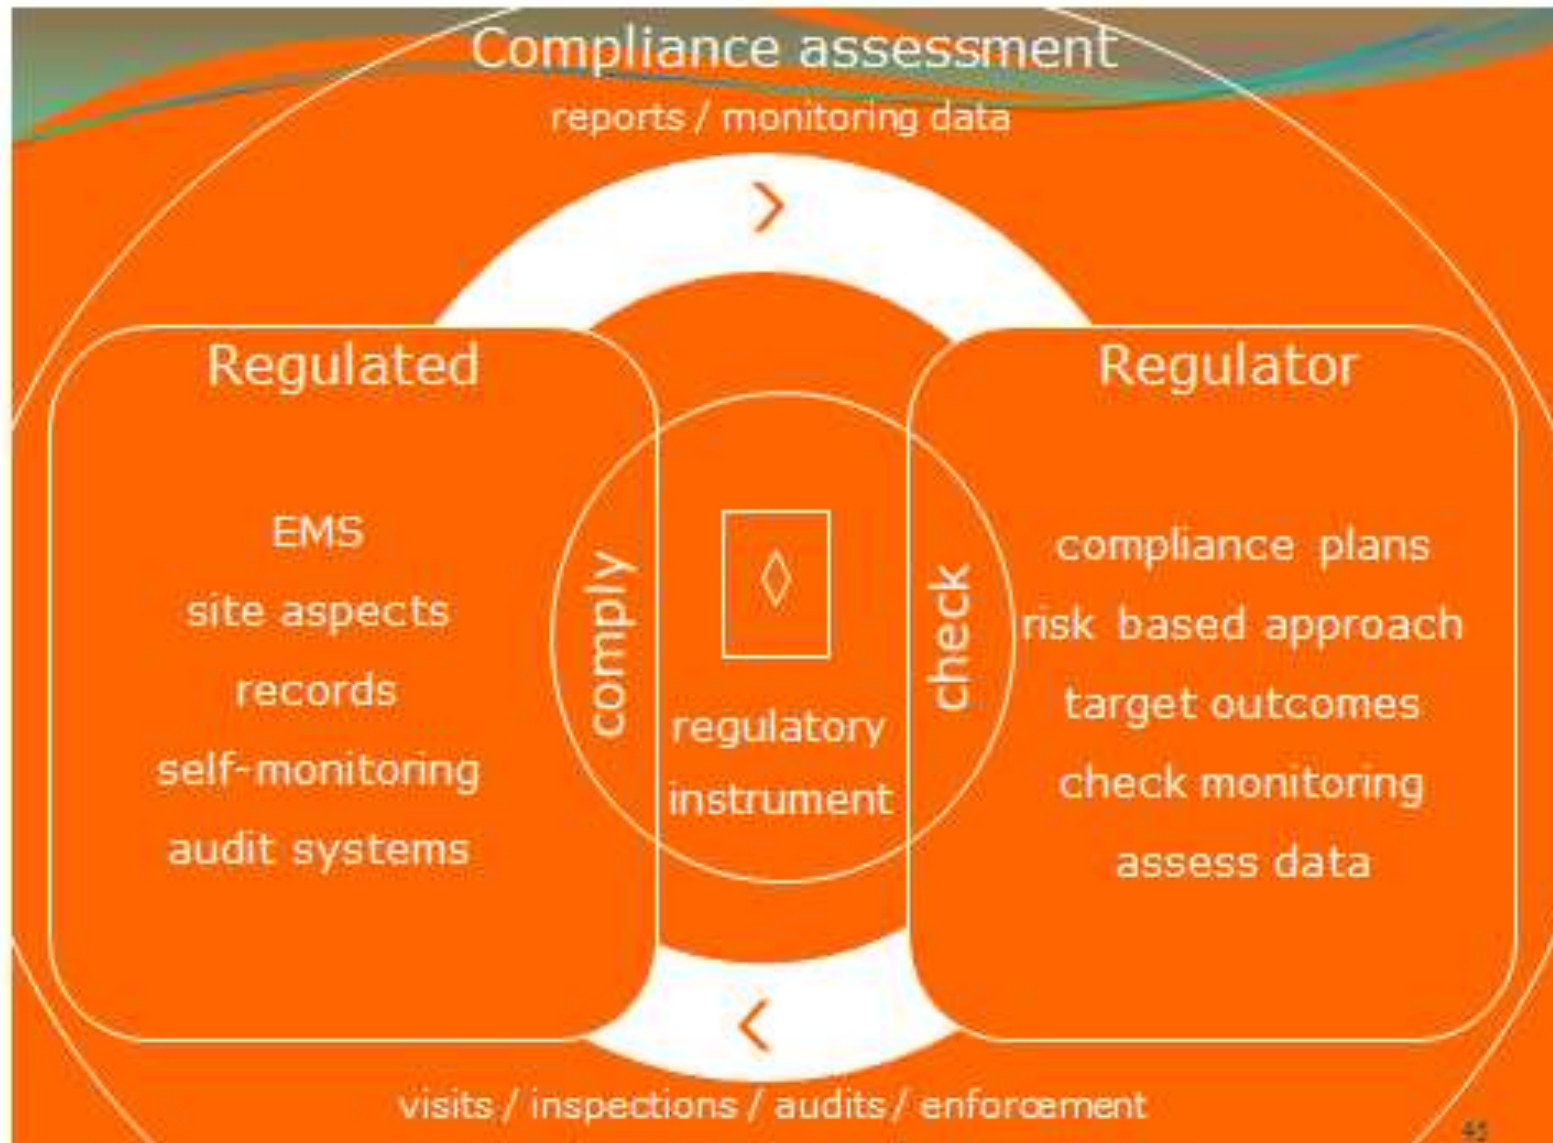 Compliance assessment
reports / monitoring data
Regulated
EMS
site aspects
records
self-monitoring
audit systems
comply
regulatory
instrument
check
Regulator
compliance plans
risk based approach
target outcomes
check monitoring
assess data
visits / inspections / audits / enforcement
45